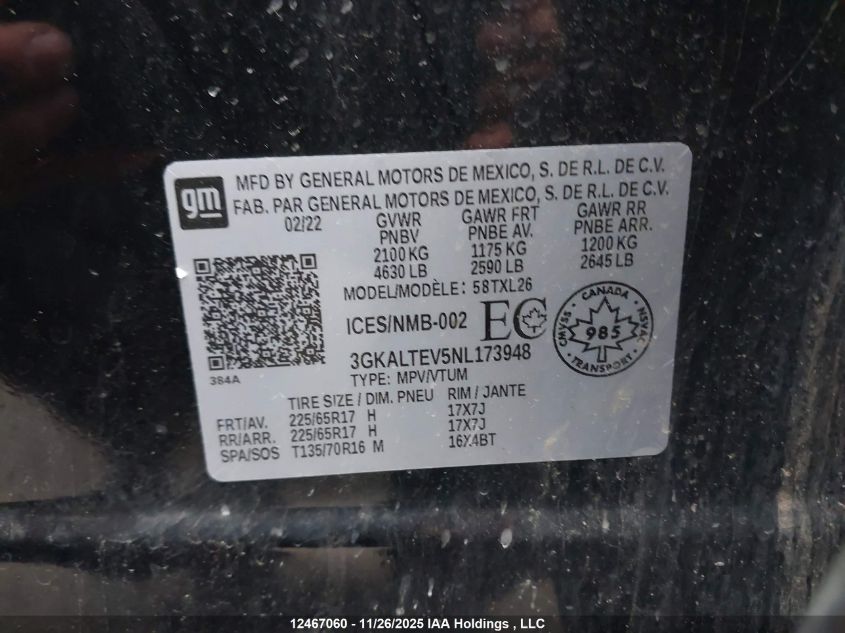 gm
MFD BY GENERAL MOTORS DE MEXICO, S. DE R.L. DE C.V.
FAB. PAR GENERAL MOTORS DE MEXICO, S. DE R.L. DE C.V.
02/22 GVWR GAWR FRT GAWR RR
PNBV PNBE AV. PNBE ARR.
2100 KG 1175 KG 1200 KG
4630 LB 2590 LB 2645 LB
MODEL/MODÈLE: 58TXL26
ICES/NMB-002 EC
CANADA
CMVSS 985 NSVAC
TRANSPORT
3GKALTEV5NL173948
384A
TYPE: MPV/VTUM
TIRE SIZE / DIM. PNEU RIM / JANTE
FRT/AV. 225/65R17 H 17X7J
RR/ARR. 225/65R17 H 17X7J
SPA/SOS T135/70R16 M 16X4BT
12467060 - 11/26/2025 IAA Holdings , LLC